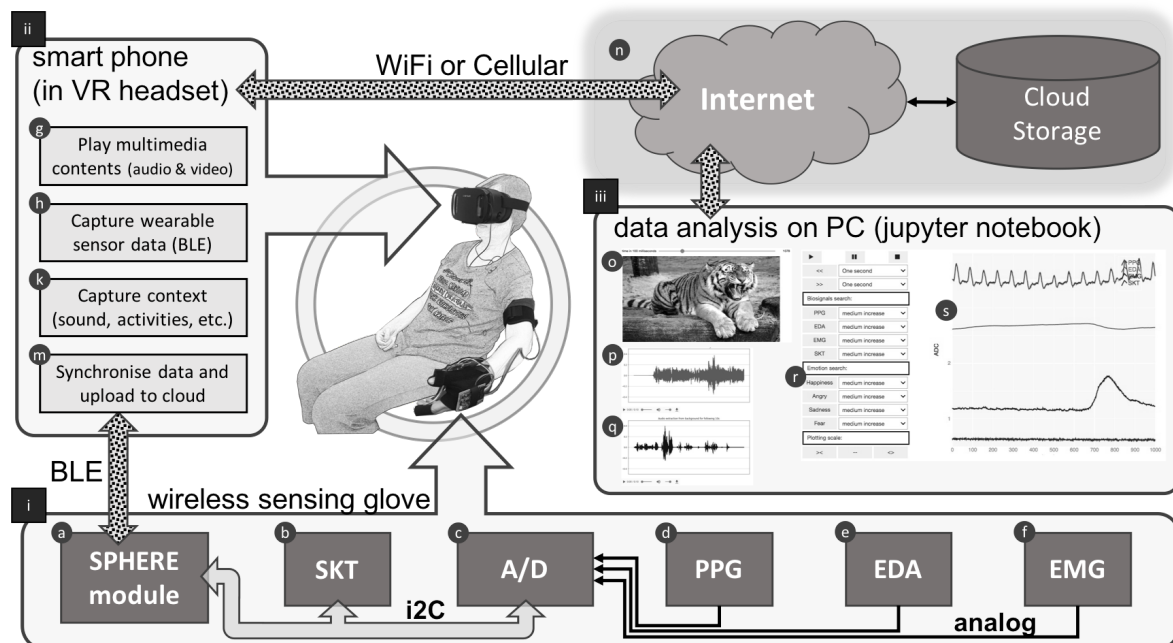 ii
smart phone
(in VR headset)
g
Play multimedia
contents (audio & video)
h
Capture wearable
sensor data (BLE)
k
Capture context
(sound, activities, etc.)
m
Synchronise data and
upload to cloud
WiFi or Cellular
n
Internet
Cloud
Storage
iii
data analysis on PC (jupyter notebook)
o
p
q
<< One second
>> One second
Biosignals search:
PPG medium increase
EDA medium increase
EMG medium increase
SKT medium increase
Emotion search:
r
Happiness medium increase
Angry medium increase
Sadness medium increase
Fear medium increase
Plotting scale:
>< -- <>
PPG
EDA
SKT
s
ADC
2
1
0 100 200 300 400 500 600 700 800 900 1000
BLE
wireless sensing glove
i
a
SPHERE
module
b
SKT
c
A/D
d
PPG
e
EDA
f
EMG
i2C
analog